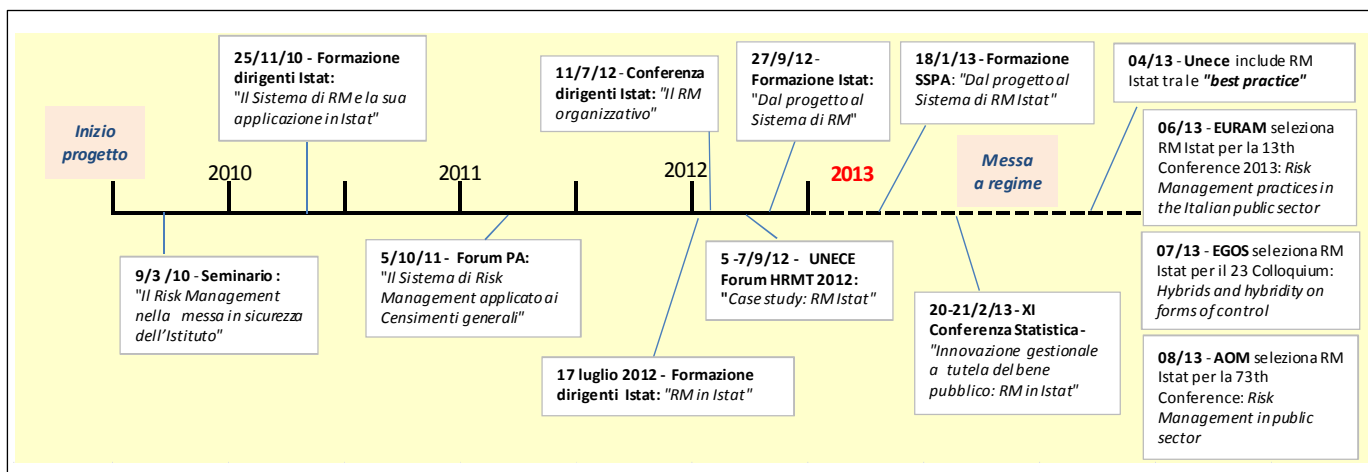 25/11/10 - Formazione
dirigenti Istat:
"Il Sistema di RM e la sua
applicazione in Istat"
11/7/12 - Conferenza
dirigenti Istat: "Il RM
organizzativo"
27/9/12-
Formazione Istat:
"Dal progetto al
Sistema di RM"
18/1/13 - Formazione
SSPA: "Dal progetto al
Sistema di RM Istat"
04/13 - Unece include RM
Istat tra le "best practice"
Inizio
progetto
2010
2011
2012
2013
Messa
a regime
06/13 - EURAM seleziona
RM Istat per la 13th
Conference 2013: Risk
Management practices in
the Italian public sector
9/3 /10 - Seminario :
"Il Risk Management
nella messa in sicurezza
dell'Istituto"
5/10/11 - Forum PA:
"Il Sistema di Risk
Management applicato ai
Censimenti generali"
17 luglio 2012 - Formazione
dirigenti Istat: "RM in Istat"
5 -7/9/12 - UNECE
Forum HRMT 2012:
"Case study: RM Istat"
20-21/2/13 - XI
Conferenza Statistica-
"Innovazione gestionale
a tutela del bene
pubblico: RM in Istat"
07/13 - EGOS seleziona RM
Istat per il 23 Colloquium:
Hybrids and hybridity on
forms of control
08/13 - AOM seleziona RM
Istat per la 73th
Conference: Risk
Management in public
sector